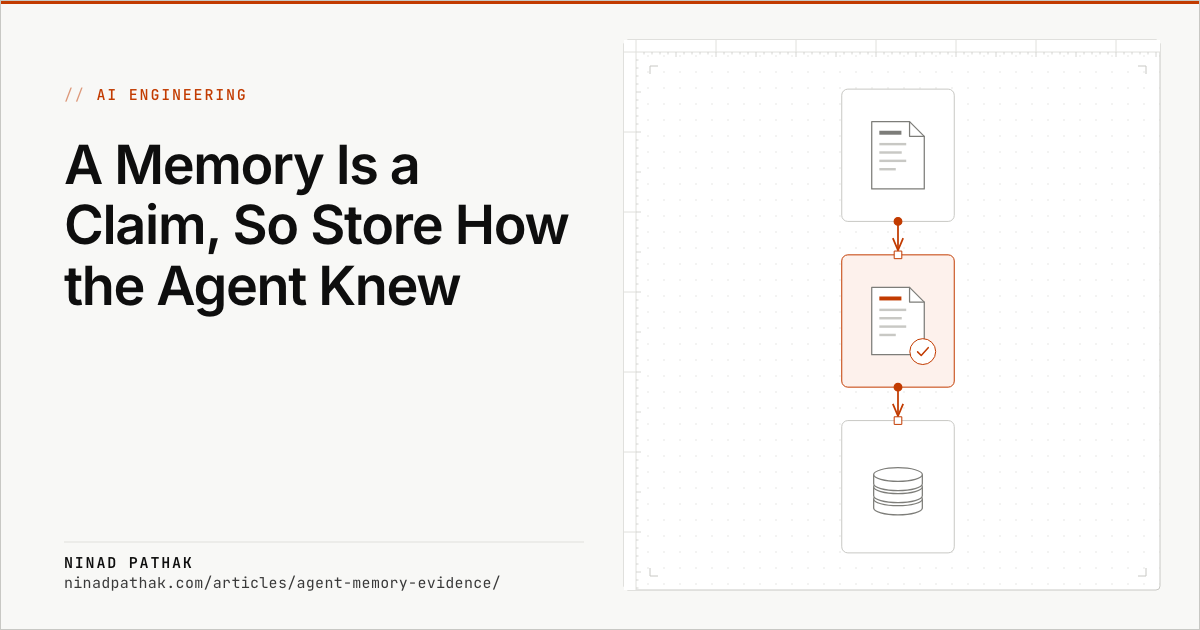 // AI ENGINEERING
A Memory Is a
Claim, So Store How
the Agent Knew
NINAD PATHAK
ninadpathak.com/articles/agent-memory-evidence/